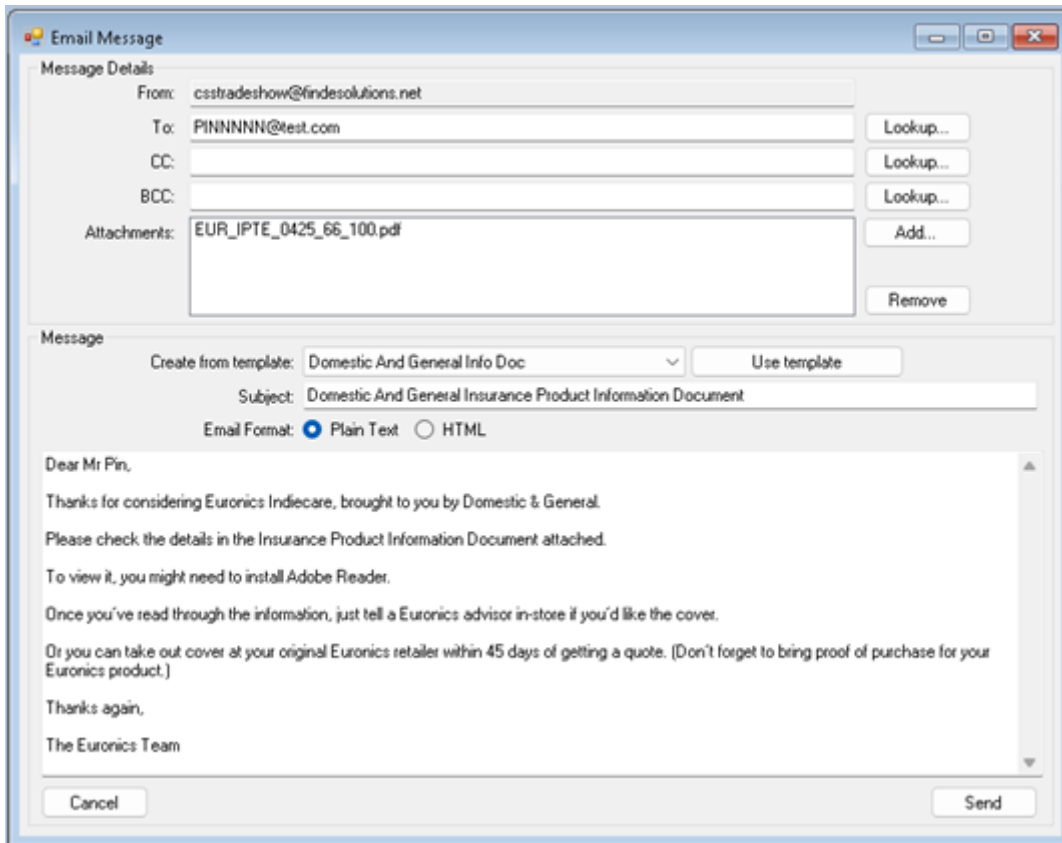 Email Message
Message Details
From: csstradeshow@findesolutions.net
To: PINNNNN@test.com Lookup...
CC: Lookup...
BCC: Lookup...
Attachments: EUR_IPTE_0425_66_100.pdf Add...
Remove
Message
Create from template: Domestic And General Info Doc Use template
Subject: Domestic And General Insurance Product Information Document
Email Format: Plain Text HTML
Dear Mr Pin,
Thanks for considering Euronics Indiecare, brought to you by Domestic & General.
Please check the details in the Insurance Product Information Document attached.
To view it, you might need to install Adobe Reader.
Once you've read through the information, just tell a Euronics advisor in-store if you'd like the cover.
Or you can take out cover at your original Euronics retailer within 45 days of getting a quote. (Don't forget to bring proof of purchase for your
Euronics product.)
Thanks again,
The Euronics Team
Cancel Send